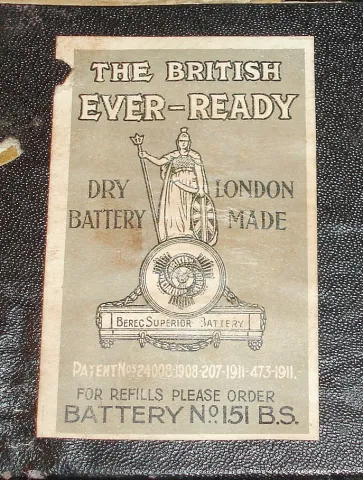 THE BRITISH
EVER-READY
DRY LONDON
BATTERY MADE
BEREC SUPERIOR BATTERY
PATENT Nos 24008-1908-207-1911-473-1911.
FOR REFILLS PLEASE ORDER
BATTERY No. 151 B.S.